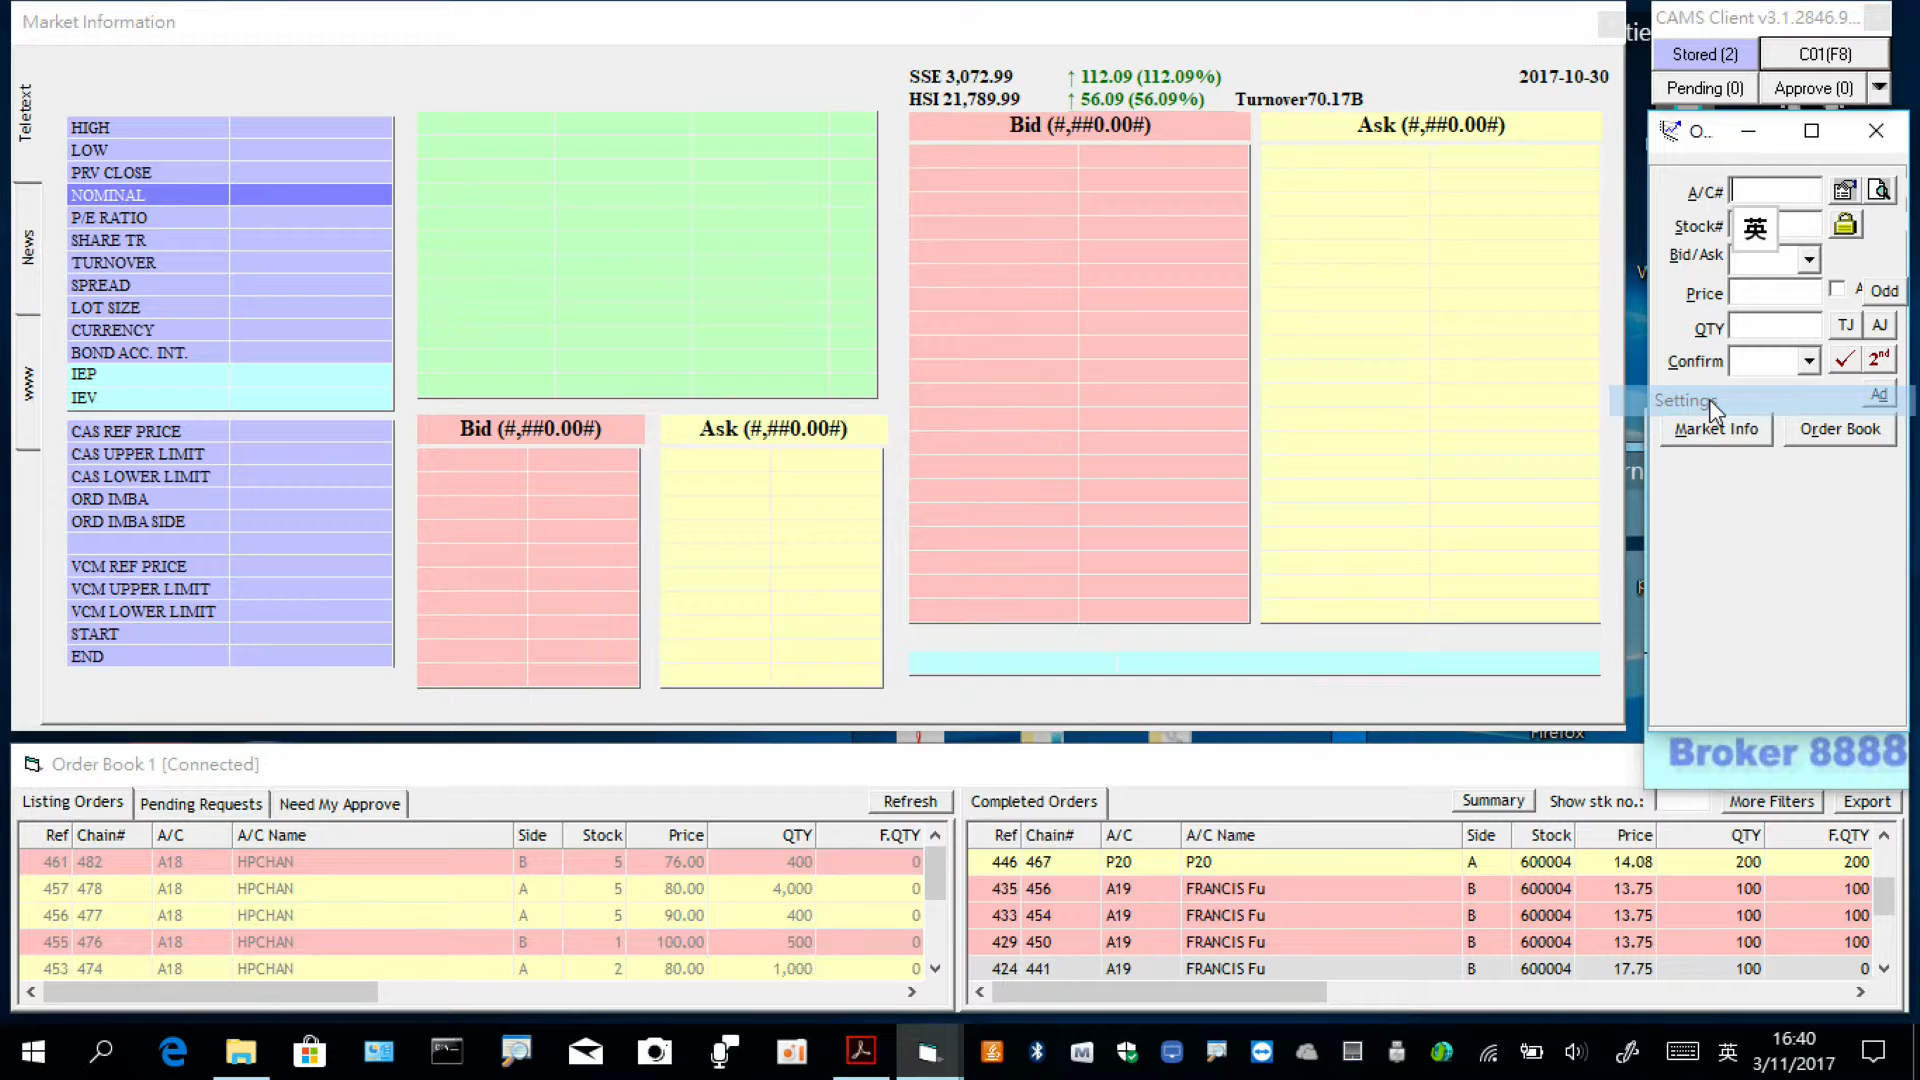 Market Information
CAMS Client v3.1.2846.9...
tie
Stored (2)
C01(F8)
Pending (0)
Approve (0)
SSE 3,072.99 ↑ 112.09 (112.09%) 2017-10-30
HSI 21,789.99 ↑ 56.09 (56.09%) Turnover70.17B
Teletext
News
www
HIGH
LOW
PRV CLOSE
NOMINAL
P/E RATIO
SHARE TR
TURNOVER
SPREAD
LOT SIZE
CURRENCY
BOND ACC. INT.
IEP
IEV
CAS REF PRICE
CAS UPPER LIMIT
CAS LOWER LIMIT
ORD IMBA
ORD IMBA SIDE
VCM REF PRICE
VCM UPPER LIMIT
VCM LOWER LIMIT
START
END
Bid (#,##0.00#)
Ask (#,##0.00#)
Bid (#,##0.00#)
Ask (#,##0.00#)
O...
A/C#
Stock#
英
Bid/Ask
Price
Odd
QTY
TJ
AJ
Confirm
2nd
Settings
Ad
Market Info
Order Book
Firefox
Broker 8888
Order Book 1 [Connected]
Listing Orders
Pending Requests
Need My Approve
Refresh
Ref Chain# A/C A/C Name Side Stock Price QTY F.QTY
461 482 A18 HPCHAN B 5 76.00 400 0
457 478 A18 HPCHAN A 5 80.00 4,000 0
456 477 A18 HPCHAN A 5 90.00 400 0
455 476 A18 HPCHAN B 1 100.00 500 0
453 474 A18 HPCHAN A 2 80.00 1,000 0
Completed Orders
Summary
Show stk no.:
More Filters
Export
Ref Chain# A/C A/C Name Side Stock Price QTY F.QTY
446 467 P20 P20 A 600004 14.08 200 200
435 456 A19 FRANCIS Fu B 600004 13.75 100 100
433 454 A19 FRANCIS Fu B 600004 13.75 100 100
429 450 A19 FRANCIS Fu B 600004 13.75 100 100
424 441 A19 FRANCIS Fu B 600004 17.75 100 0
英
16:40
3/11/2017